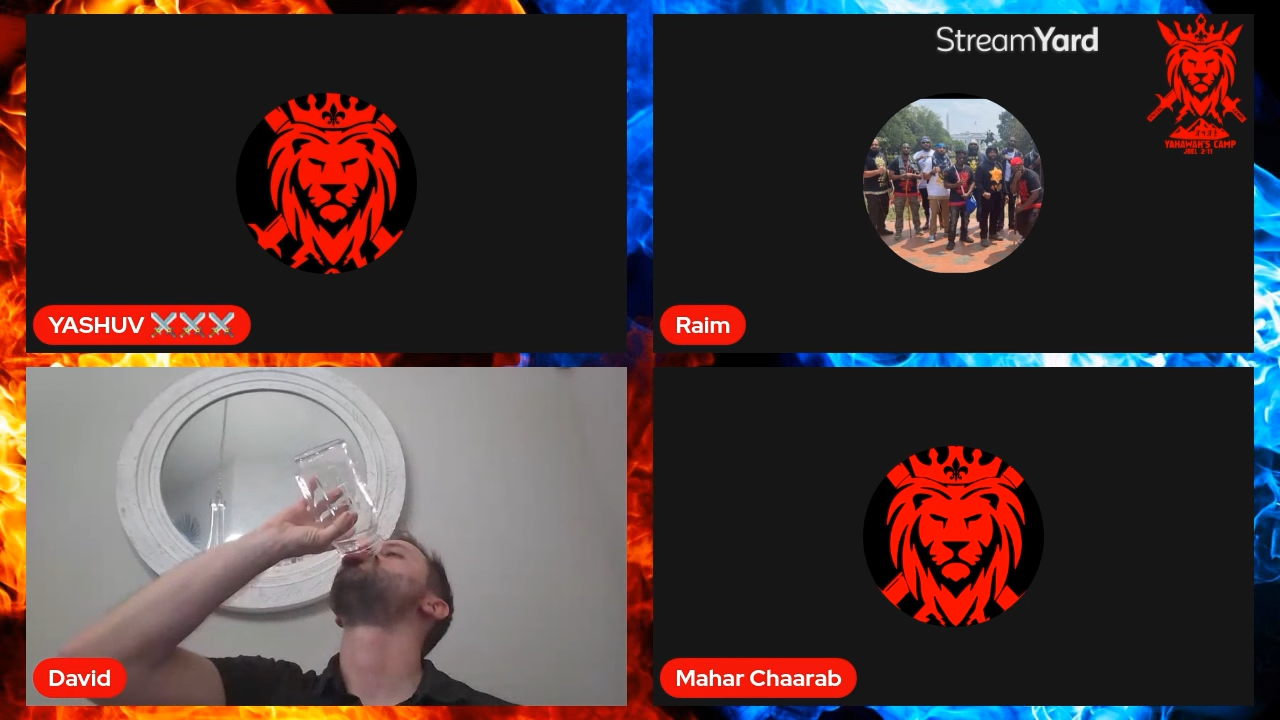 StreamYard
YAHAWAH'S CAMP
JOEL 2:11
YASHUV ⚔️⚔️⚔️
Raim
David
Mahar Chaarab